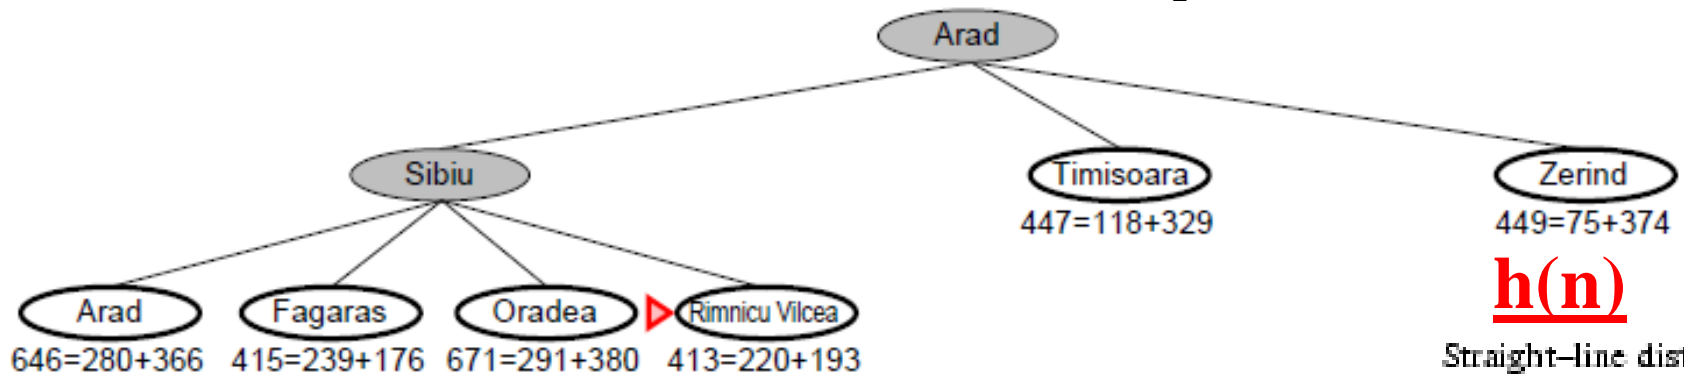 Arad
Sibiu
Timisoara
Zerind
447=118+329
449=75+374
h(n)
Arad
Fagaras
Oradea
Rimnicu Vilcea
646=280+366
415=239+176
671=291+380
413=220+193
Straight–line